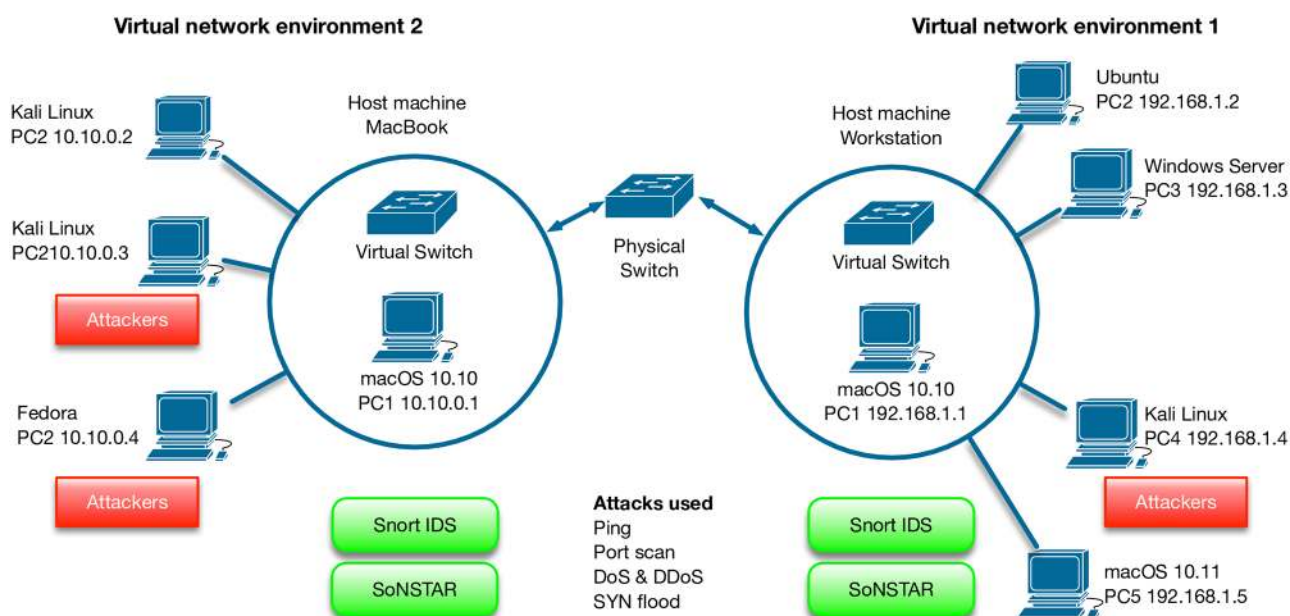 Virtual network environment 2
Virtual network environment 1
Kali Linux
PC2 10.10.0.2
Host machine
MacBook
Host machine
Workstation
Ubuntu
PC2 192.168.1.2
Windows Server
PC3 192.168.1.3
Kali Linux
PC210.10.0.3
Attackers
Virtual Switch
Physical
Switch
Virtual Switch
macOS 10.10
PC1 10.10.0.1
macOS 10.10
PC1 192.168.1.1
Fedora
PC2 10.10.0.4
Attackers
Kali Linux
PC4 192.168.1.4
Attackers
Snort IDS
SoNSTAR
Attacks used
Ping
Port scan
DoS & DDoS
SYN flood
Snort IDS
SoNSTAR
macOS 10.11
PC5 192.168.1.5